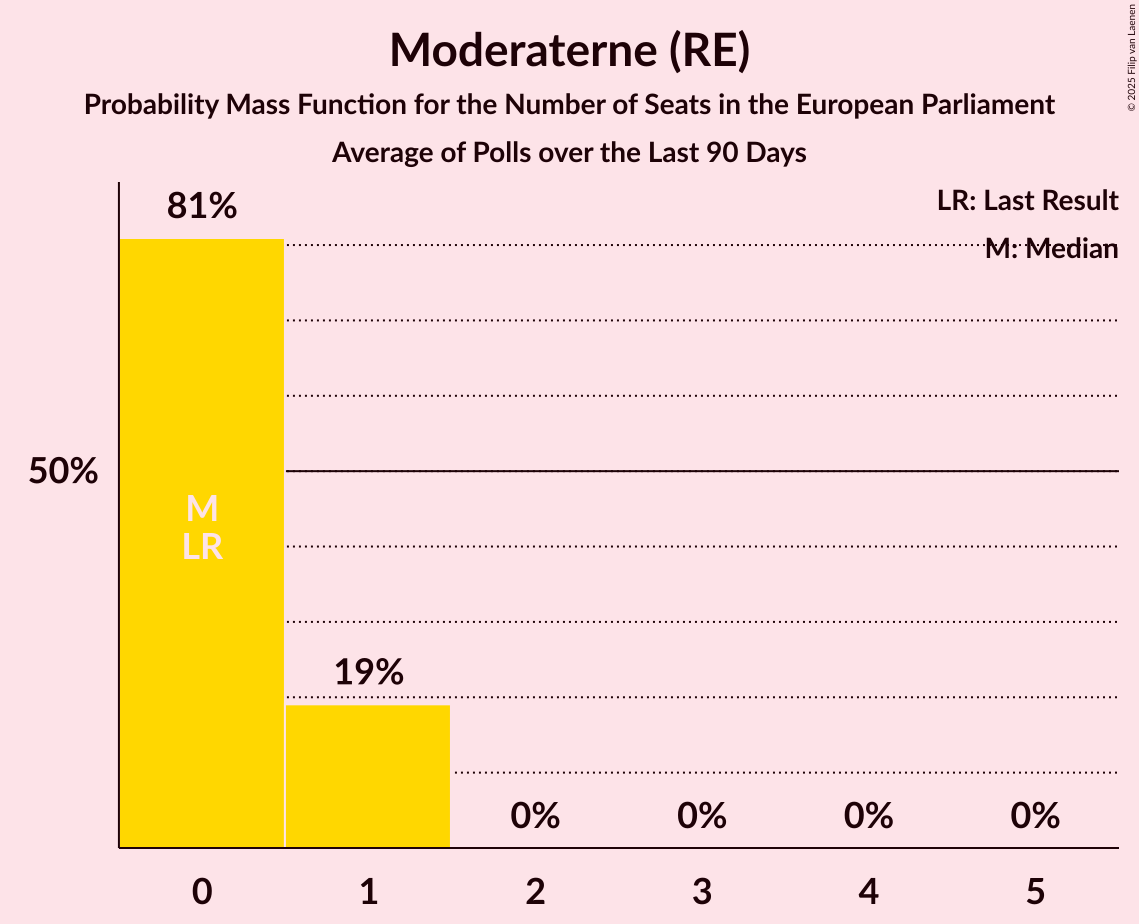 Moderaterne (RE)
Probability Mass Function for the Number of Seats in the European Parliament
Average of Polls over the Last 90 Days
© 2025 Filip van Laenen
LR: Last Result
M: Median
81%
50%
M
LR
19%
0%
0%
0%
0%
0
1
2
3
4
5